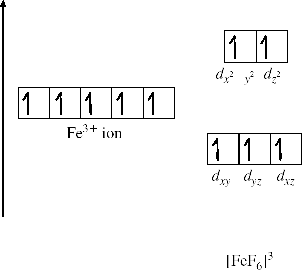 d_{x²  y²} d_{z²}
Fe³⁺ ion
d_{xy} d_{yz} d_{xz}
[FeF₆]³